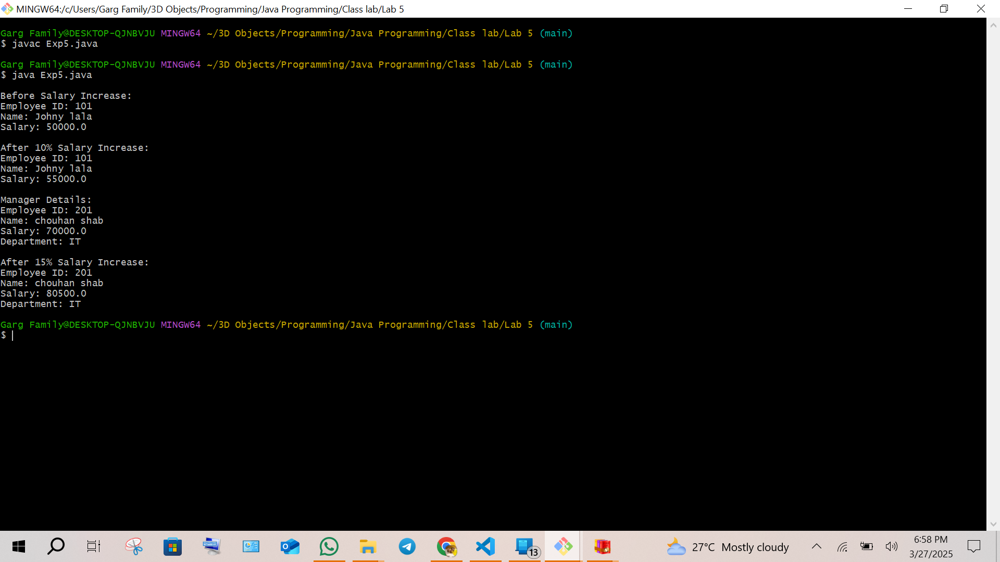 MINGW64:/c/Users/Garg Family/3D Objects/Programming/Java Programming/Class lab/Lab 5
Garg Family@DESKTOP-QJNBVJU MINGW64 ~/3D Objects/Programming/Java Programming/Class lab/Lab 5 (main)
$ javac Exp5.java
Garg Family@DESKTOP-QJNBVJU MINGW64 ~/3D Objects/Programming/Java Programming/Class lab/Lab 5 (main)
$ java Exp5.java
Before Salary Increase:
Employee ID: 101
Name: Johny lala
Salary: 50000.0
After 10% Salary Increase:
Employee ID: 101
Name: Johny lala
Salary: 55000.0
Manager Details:
Employee ID: 201
Name: chouhan shab
Salary: 70000.0
Department: IT
After 15% Salary Increase:
Employee ID: 201
Name: chouhan shab
Salary: 80500.0
Department: IT
Garg Family@DESKTOP-QJNBVJU MINGW64 ~/3D Objects/Programming/Java Programming/Class lab/Lab 5 (main)
$
13
27°C Mostly cloudy
6:58 PM
3/27/2025